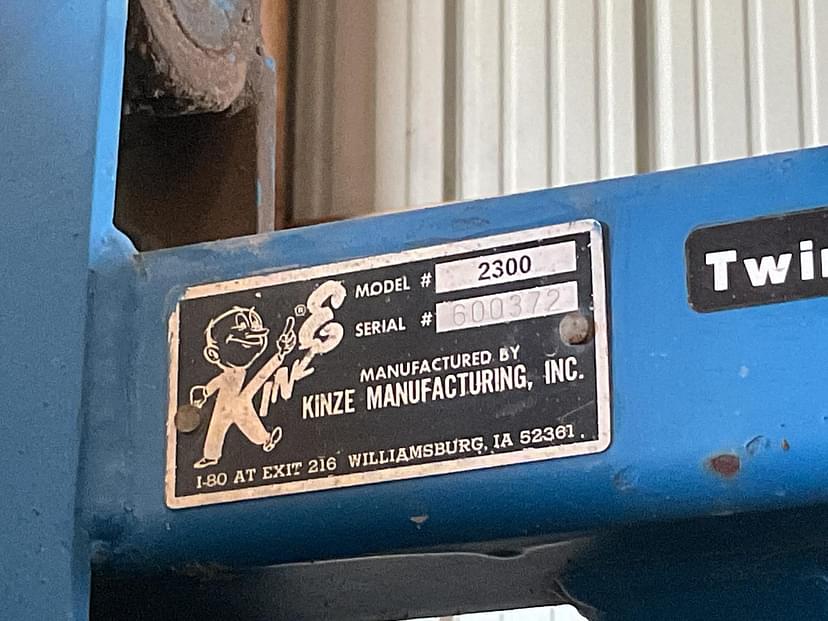 KINZE ®
MODEL # 2300
SERIAL # 600372
MANUFACTURED BY
KINZE MANUFACTURING, INC.
I-80 AT EXIT 216 WILLIAMSBURG, IA 52361
Twin